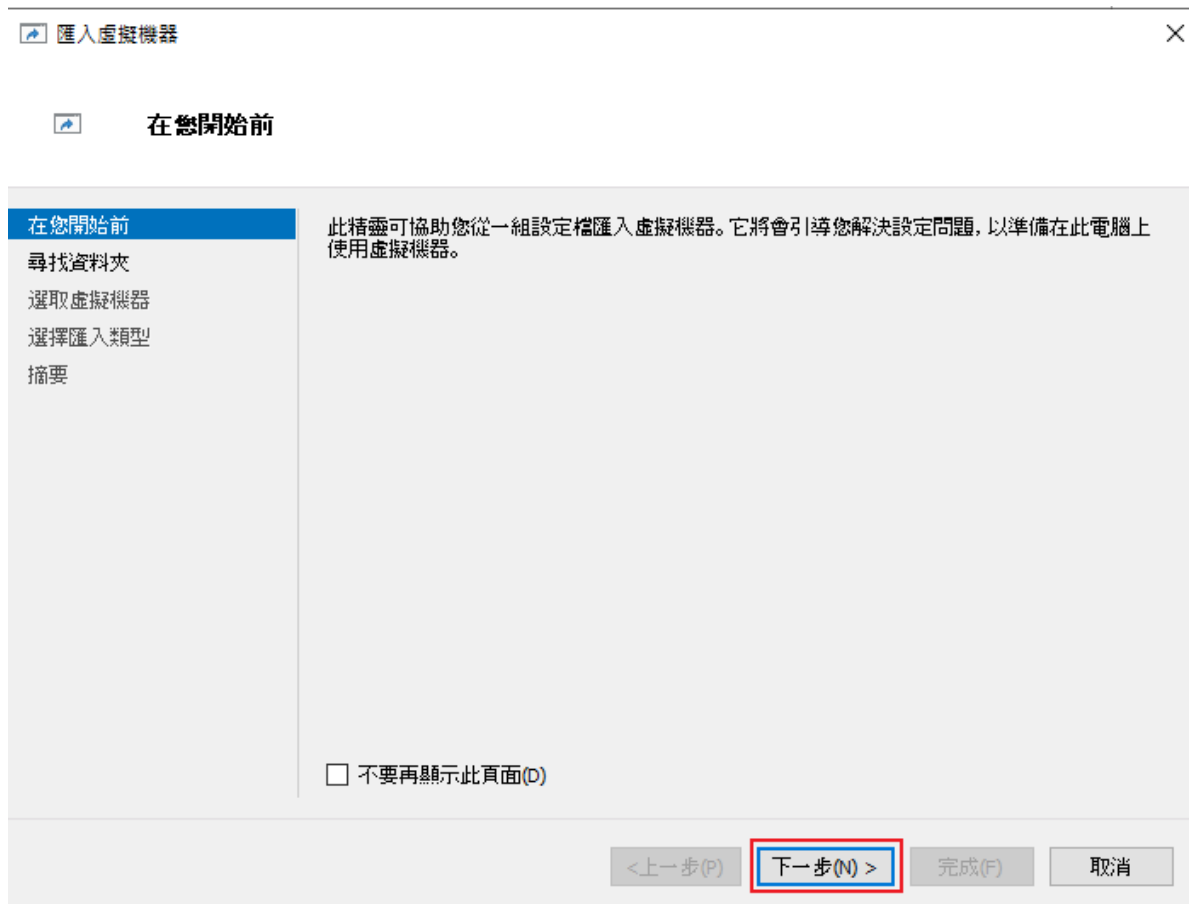 匯入虛擬機器
在您開始前
在您開始前
尋找資料夾
選取虛擬機器
選擇匯入類型
摘要
此精靈可協助您從一組設定檔匯入虛擬機器。它將會引導您解決設定問題, 以準備在此電腦上
使用虛擬機器。
不要再顯示此頁面(D)
<上一步(P)
下一步(N) >
完成(F)
取消